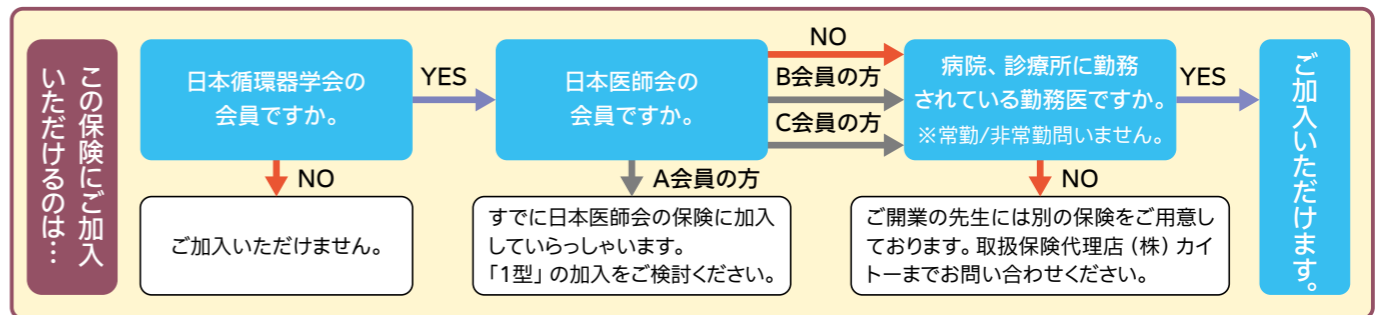 この保険にご加入
いただけるのは…
日本循環器学会の
会員ですか。
YES
NO
ご加入いただけません。
日本医師会の
会員ですか。
NO
B会員の方
C会員の方
A会員の方
すでに日本医師会の保険に加入
していらっしゃいます。
「1型」の加入をご検討ください。
病院、診療所に勤務
されている勤務医ですか。
※常勤/非常勤問いません。
YES
NO
ご開業の先生には別の保険をご用意し
ております。取扱保険代理店（株）カイ
トーまでお問い合わせください。
ご加入いただけます。